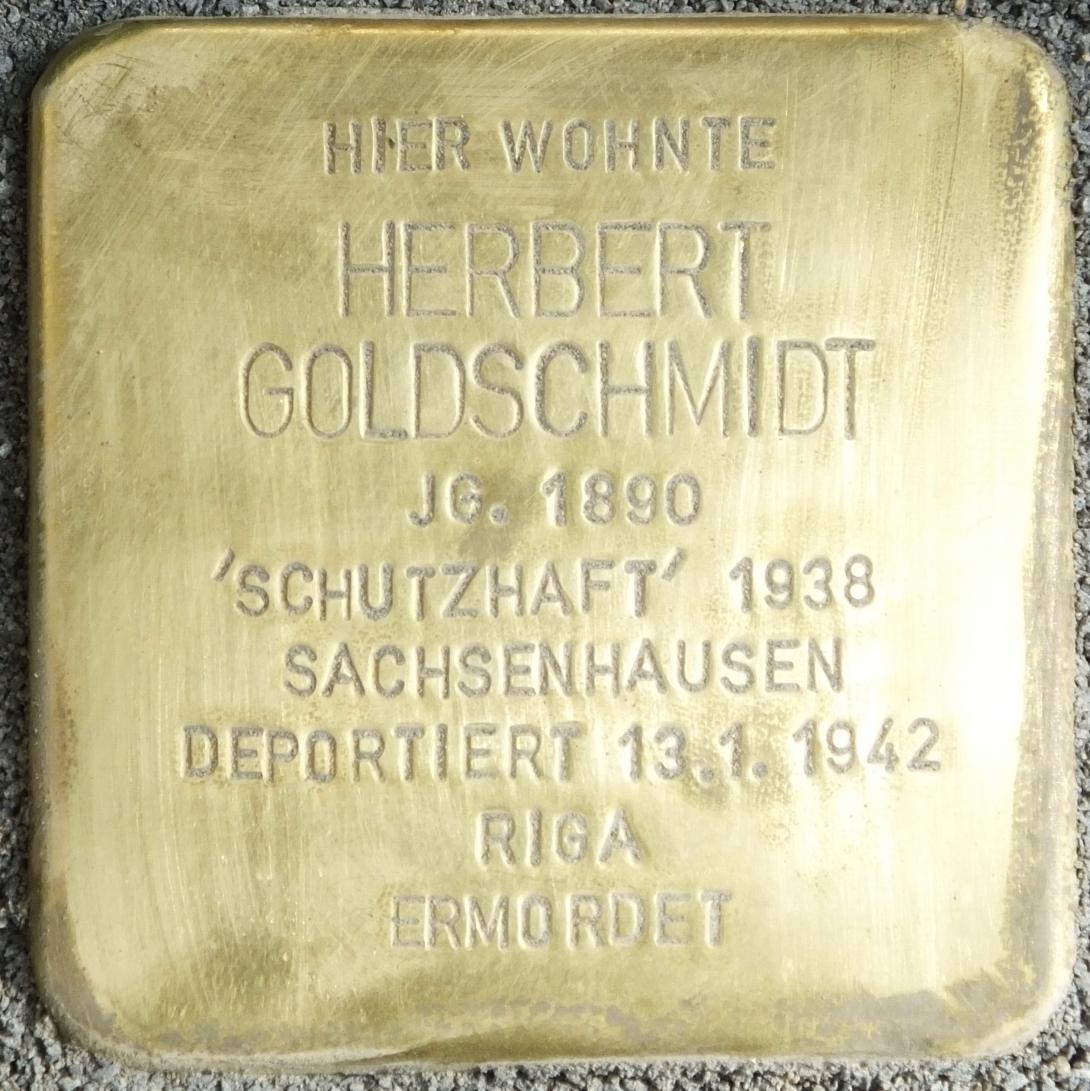 HIER WOHNTE
HERBERT
GOLDSCHMIDT
JG. 1890
'SCHUTZHAFT' 1938
SACHSENHAUSEN
DEPORTIERT 13.1.1942
RIGA
ERMORDET